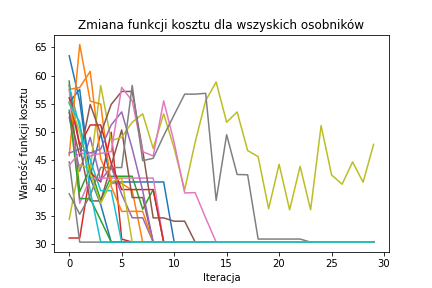 Zmiana funkcji kosztu dla wszyskich osobników
65
60
55
50
45
40
35
30
Wartość funkcji kosztu
0 5 10 15 20 25 30
Iteracja